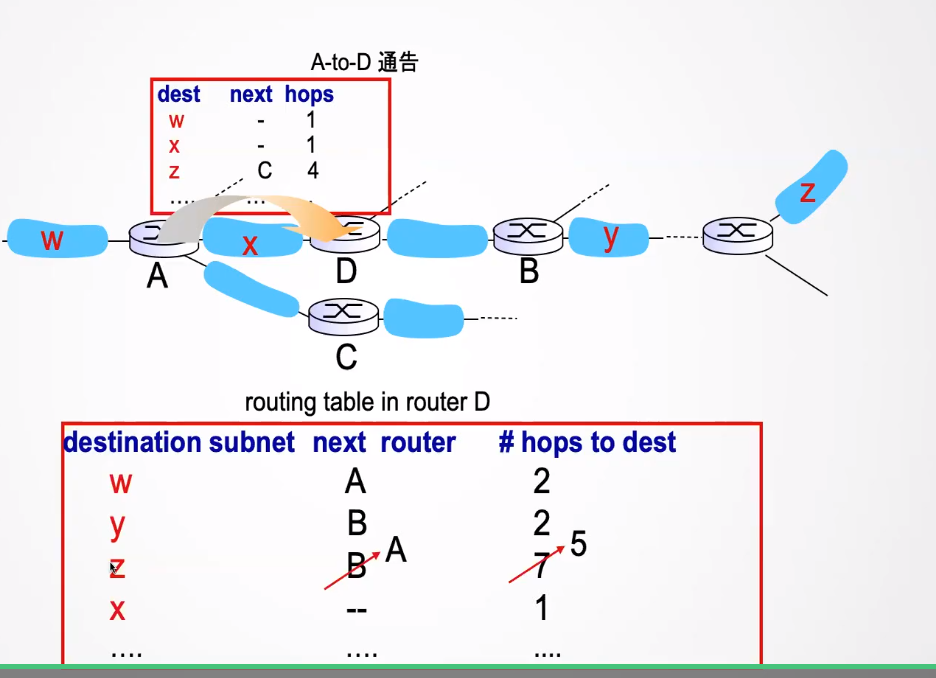 A-to-D 通告
dest next hops
w - 1
x - 1
z C 4
.... ... .
w x y z
A D B
C
routing table in router D
destination subnet next router # hops to dest
w A 2
y B 2
z B A 7 5
x -- 1
.... .... ....